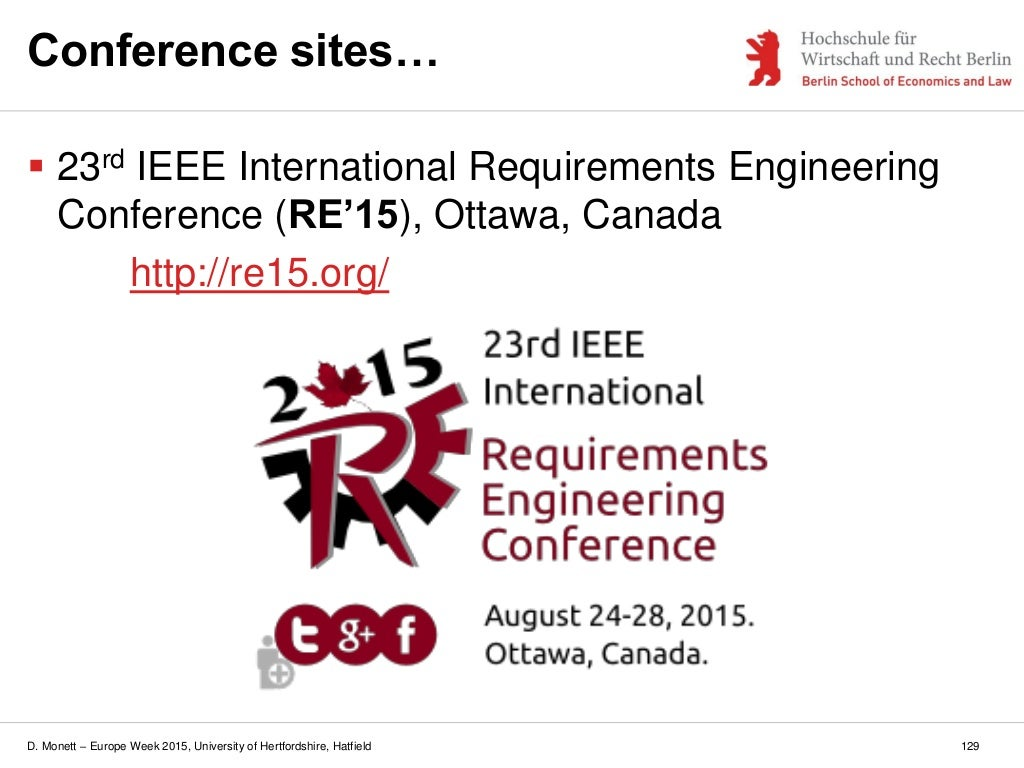 Conference sites…
Hochschule für
Wirtschaft und Recht Berlin
Berlin School of Economics and Law
▪ 23rd IEEE International Requirements Engineering
Conference (RE’15), Ottawa, Canada
http://re15.org/
2015
RE
23rd IEEE
International
Requirements
Engineering
Conference
t g+ f
August 24-28, 2015.
Ottawa, Canada.
D. Monett – Europe Week 2015, University of Hertfordshire, Hatfield
129